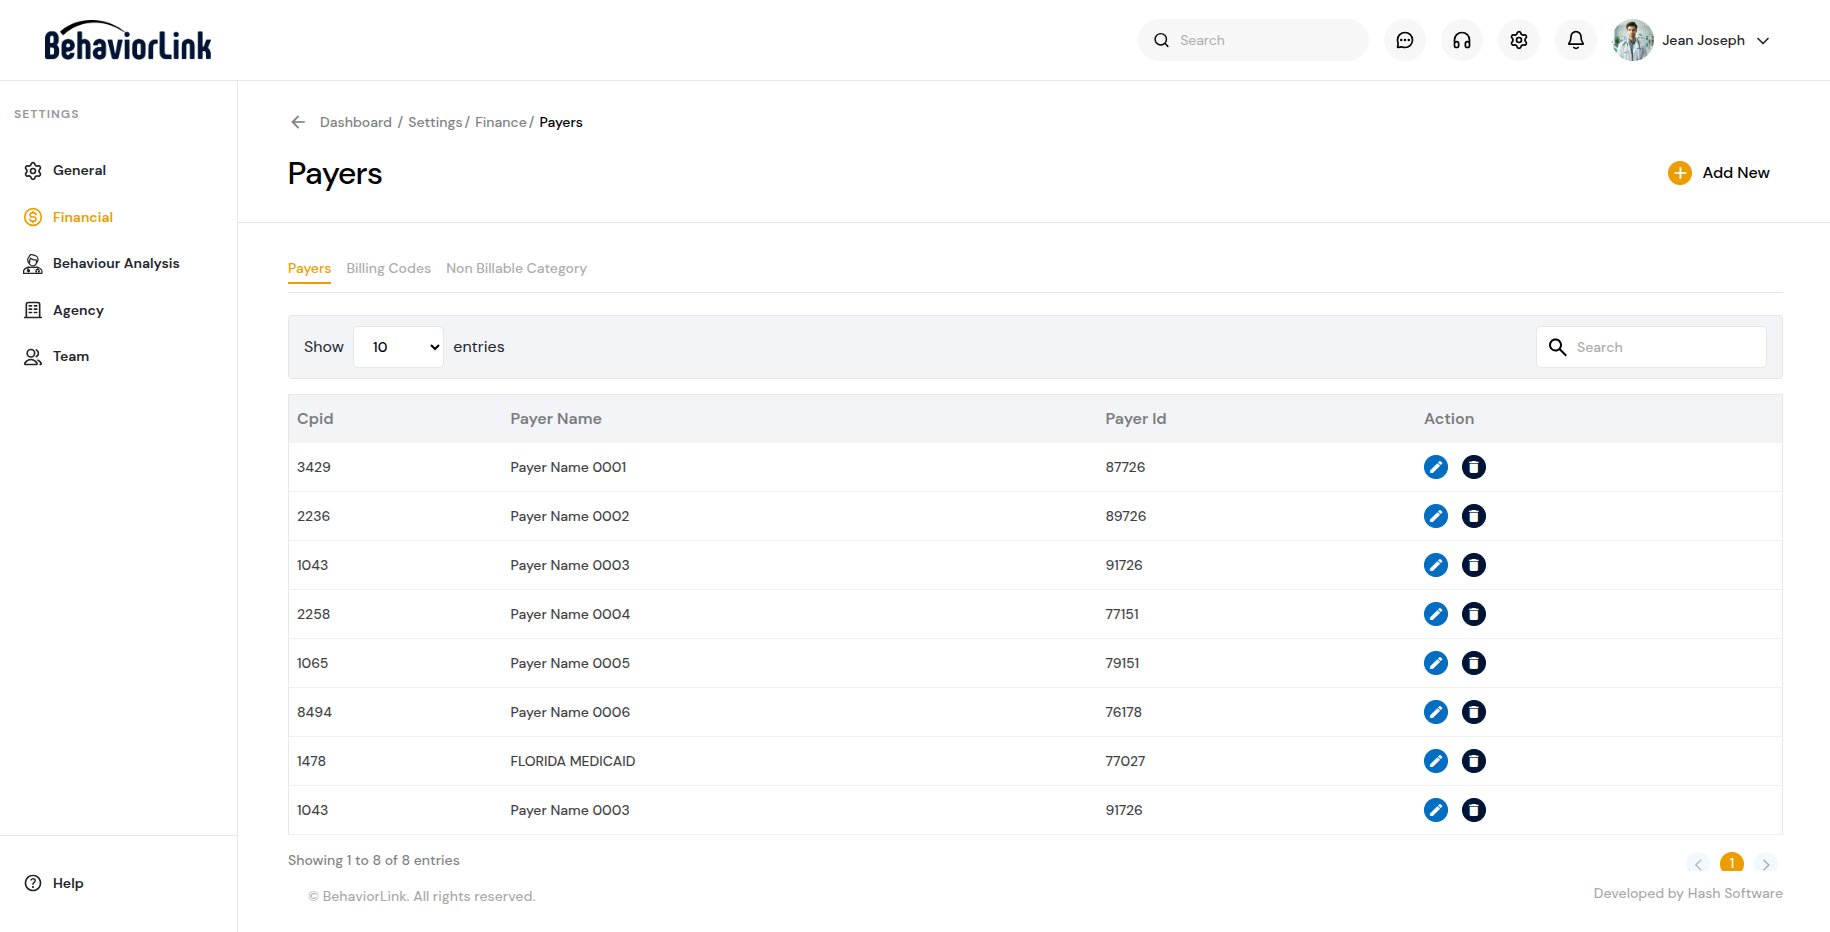 BehaviorLink
Search
Jean Joseph
SETTINGS
General
Financial
Behaviour Analysis
Agency
Team
Help
Dashboard / Settings / Finance / Payers
Payers
Add New
Payers Billing Codes Non Billable Category
Show 10 entries
Search
Cpid Payer Name Payer Id Action
3429 Payer Name 0001 87726
2236 Payer Name 0002 89726
1043 Payer Name 0003 91726
2258 Payer Name 0004 77151
1065 Payer Name 0005 79151
8494 Payer Name 0006 76178
1478 FLORIDA MEDICAID 77027
1043 Payer Name 0003 91726
Showing 1 to 8 of 8 entries
1
© BehaviorLink. All rights reserved.
Developed by Hash Software